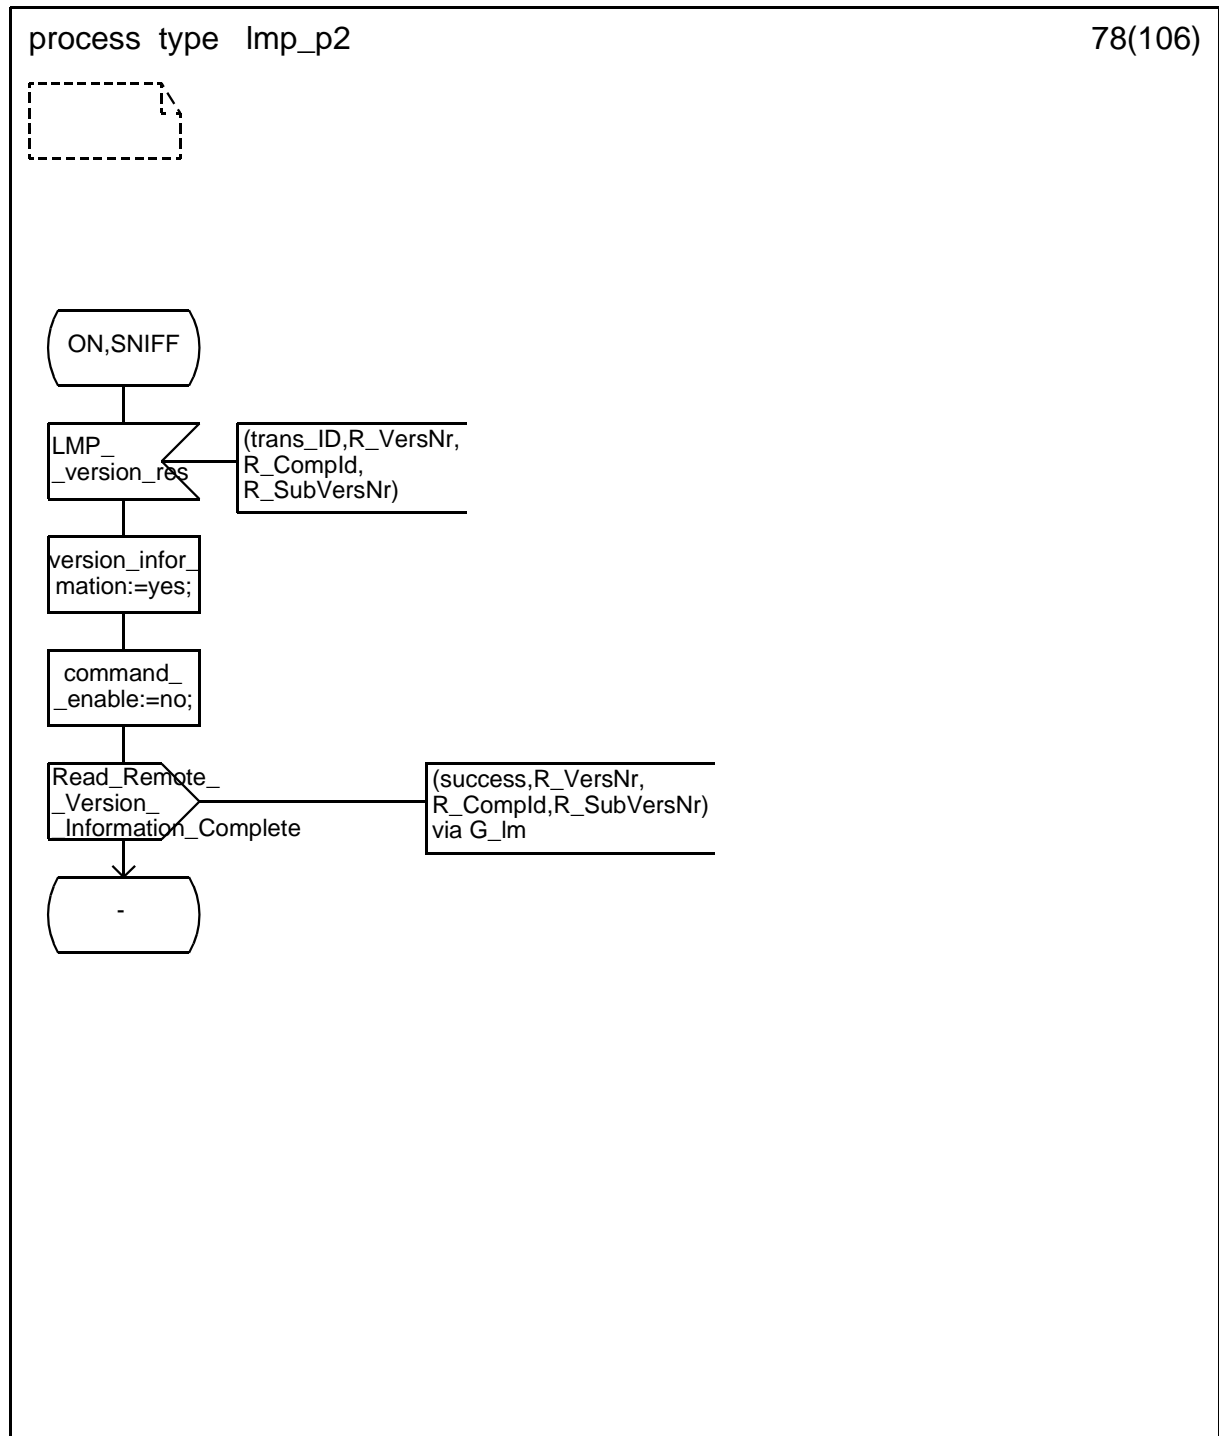 process type lmp_p2 78(106)
ON,SNIFF
LMP_
_version_res
(trans_ID,R_VersNr,
R_CompId,
R_SubVersNr)
version_infor_
mation:=yes;
command_
_enable:=no;
Read_Remote_
_Version_
_Information_Complete
(success,R_VersNr,
R_CompId,R_SubVersNr)
via G_lm
-